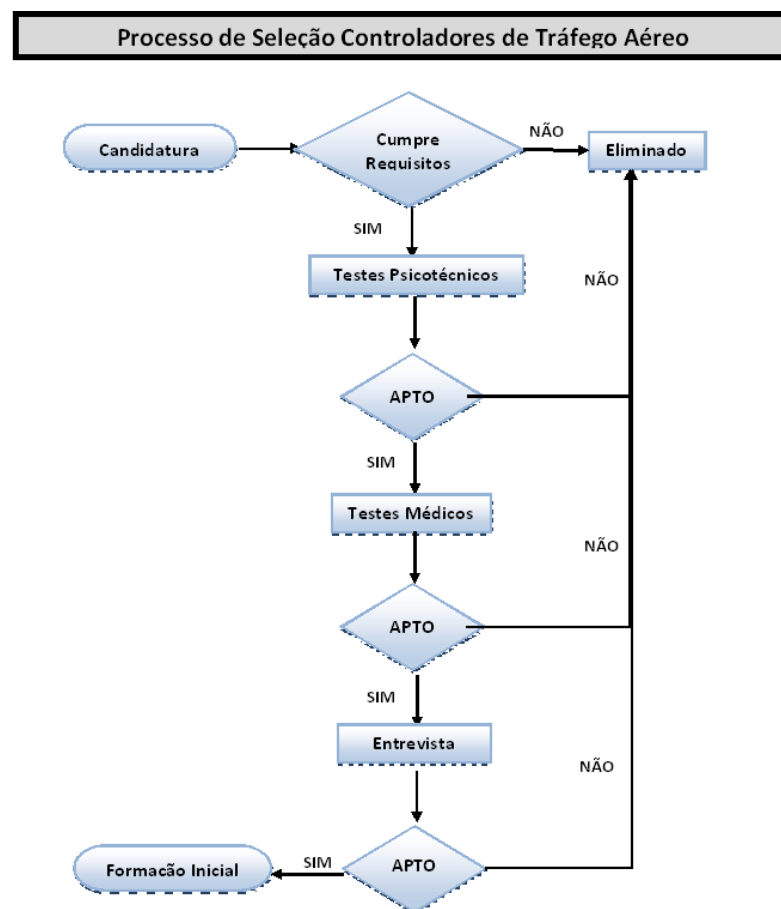 Processo de Seleção Controladores de Tráfego Aéreo
Candidatura
Cumpre
Requisitos
NÃO
Eliminado
SIM
Testes Psicotécnicos
NÃO
APTO
SIM
Testes Médicos
NÃO
APTO
SIM
Entrevista
NÃO
APTO
SIM
Formacão Inicial